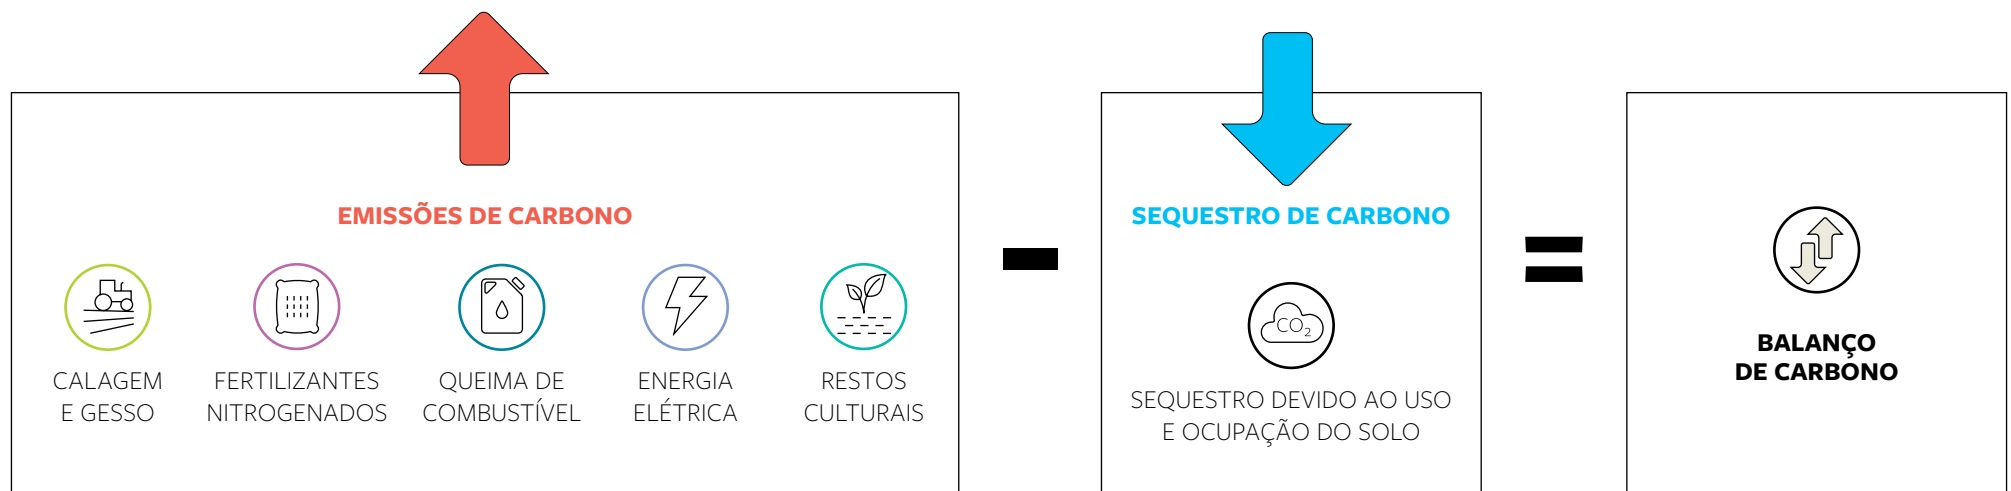 EMISSÕES DE CARBONO
CALAGEM
E GESSO
FERTILIZANTES
NITROGENADOS
QUEIMA DE
COMBUSTÍVEL
ENERGIA
ELÉTRICA
RESTOS
CULTURAIS
-
SEQUESTRO DE CARBONO
CO₂
SEQUESTRO DEVIDO AO USO
E OCUPAÇÃO DO SOLO
=
BALANÇO
DE CARBONO